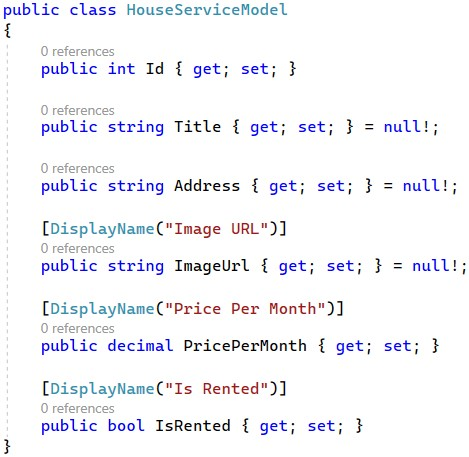 public class HouseServiceModel
{
0 references
public int Id { get; set; }
0 references
public string Title { get; set; } = null!;
0 references
public string Address { get; set; } = null!;
[DisplayName("Image URL")]
0 references
public string ImageUrl { get; set; } = null!;
[DisplayName("Price Per Month")]
0 references
public decimal PricePerMonth { get; set; }
[DisplayName("Is Rented")]
0 references
public bool IsRented { get; set; }
}